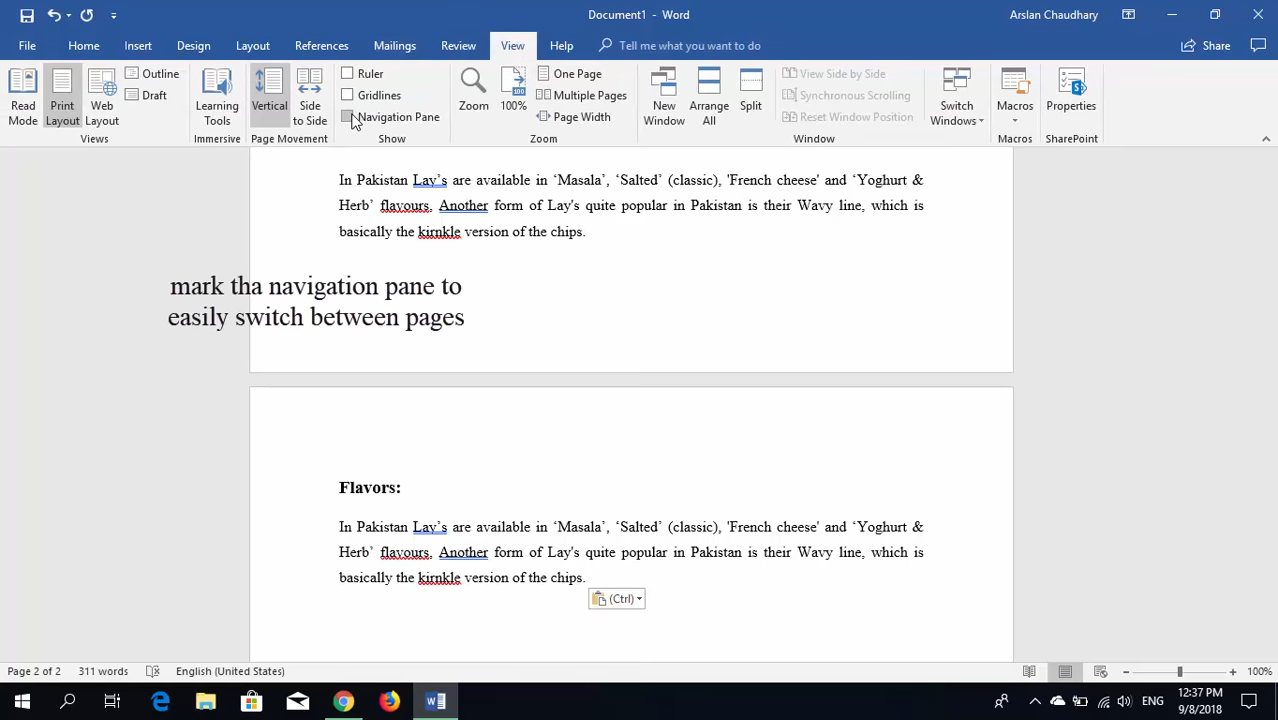 Document1 - Word
Arslan Chaudhary
File Home Insert Design Layout References Mailings Review View Help Tell me what you want to do Share
Read Mode
Print Layout
Web Layout
Outline
Draft
Views
Learning Tools
Immersive
Vertical
Side to Side
Page Movement
Ruler
Gridlines
Navigation Pane
Show
Zoom
100
100%
One Page
Multiple Pages
Page Width
Zoom
New Window
Arrange All
Split
View Side by Side
Synchronous Scrolling
Reset Window Position
Window
Switch Windows
Macros
Macros
Properties
SharePoint
In Pakistan Lay’s are available in ‘Masala’, ‘Salted’ (classic), 'French cheese' and ‘Yoghurt &
Herb’ flavours. Another form of Lay's quite popular in Pakistan is their Wavy line, which is
basically the kirnkle version of the chips.
mark tha navigation pane to
easily switch between pages
Flavors:
In Pakistan Lay’s are available in ‘Masala’, ‘Salted’ (classic), 'French cheese' and ‘Yoghurt &
Herb’ flavours. Another form of Lay's quite popular in Pakistan is their Wavy line, which is
basically the kirnkle version of the chips.
(Ctrl)
Page 2 of 2 311 words English (United States) 100%
ENG
12:37 PM
9/8/2018